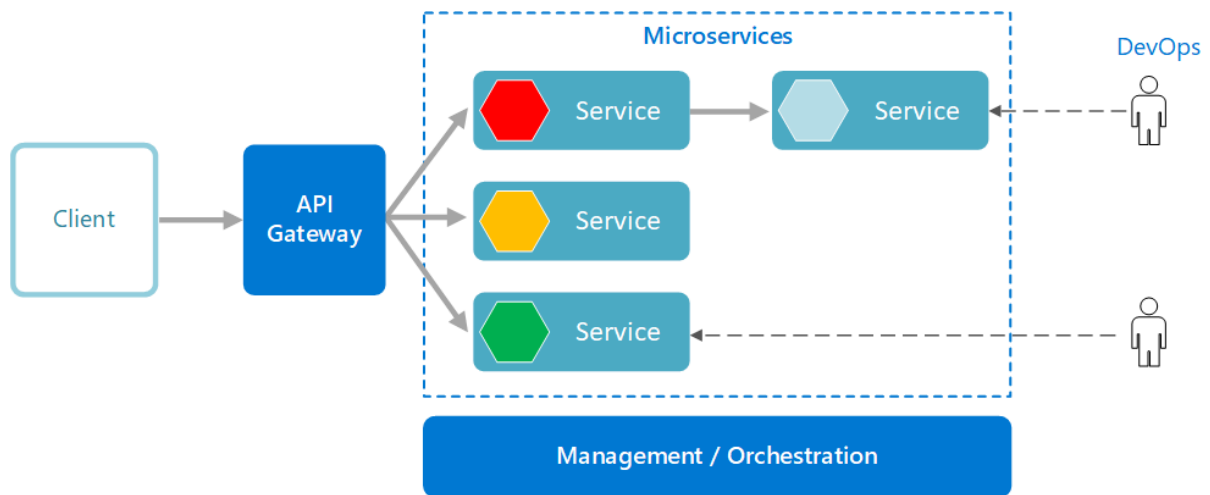 Microservices
DevOps
Service
Service
Client
API
Gateway
Service
Service
Management / Orchestration